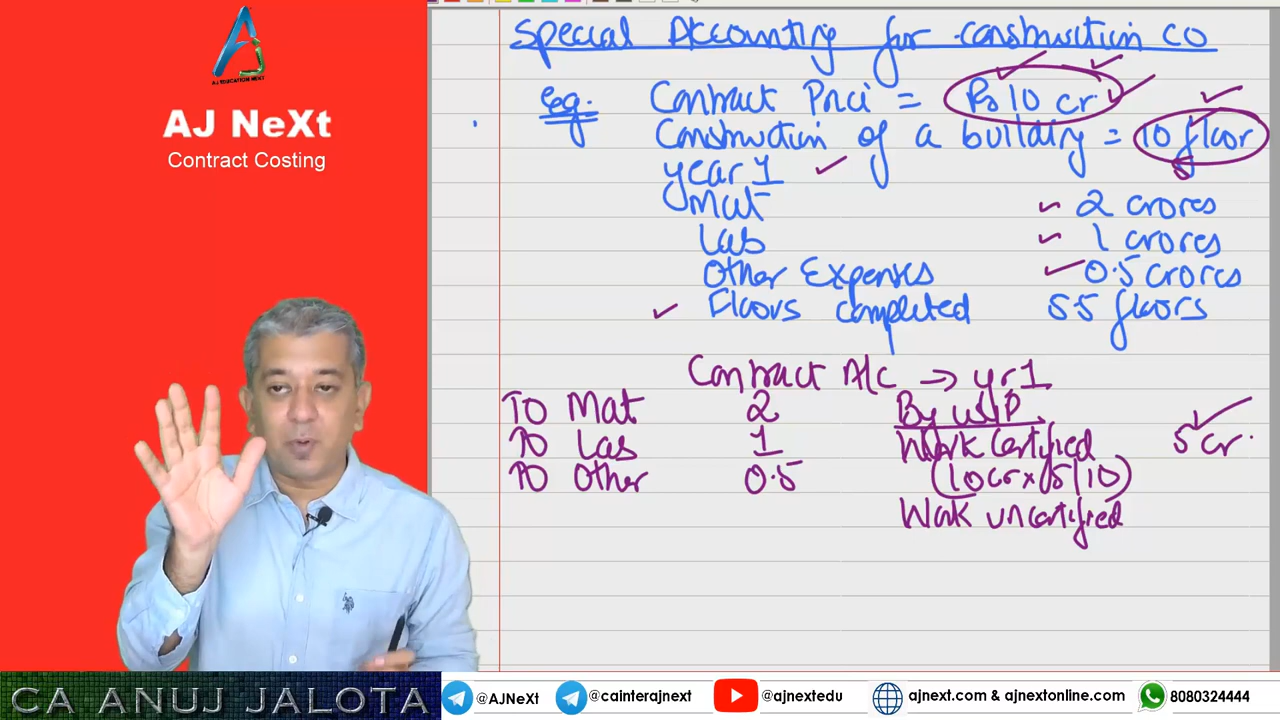 AJ EDUCATION NEXT
AJ NeXt
Contract Costing
Special Accounting for construction co
eg. Contract Price = Rs 10 cr.
Construction of a building = 10 floor
year 1
Mat 2 crores
Lab 1 crores
Other Expenses 0.5 crores
Floors completed 5.5 floors
Contract A/c → yr 1
To Mat 2 By WIP
To Lab 1 Work Certified 5 cr.
To Other 0.5 (10cr x 5/10)
Work uncertified
CA ANUJ JALOTA @AJNeXt @cainterajnext @ajnextedu ajnext.com & ajnextonline.com 8080324444